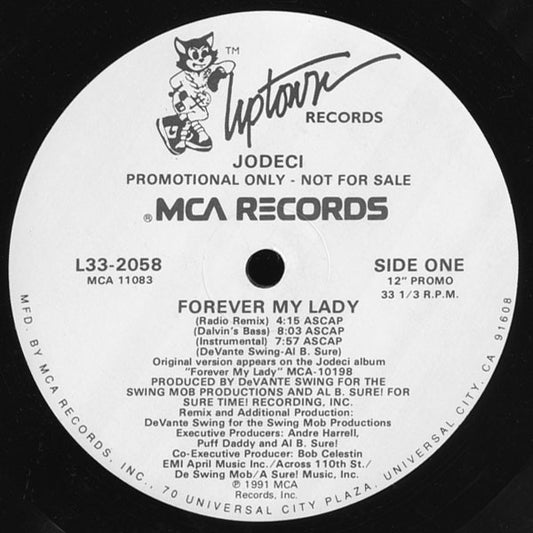 Uptown ™
RECORDS
JODECI
PROMOTIONAL ONLY - NOT FOR SALE
® MCA RECORDS
L33-2058
MCA 11083
SIDE ONE
12" PROMO
33 1/3 R.P.M.
FOREVER MY LADY
(Radio Remix) 4:15 ASCAP
(Dalvin's Bass) 8:03 ASCAP
(Instrumental) 7:57 ASCAP
(DeVante Swing-Al B. Sure)
Original version appears on the Jodeci album
"Forever My Lady" MCA-10198
PRODUCED BY DeVANTE SWING FOR THE
SWING MOB PRODUCTIONS AND AL B. SURE! FOR
SURE TIME! RECORDING, INC.
Remix and Additional Production:
DeVante Swing for the Swing Mob Productions
Executive Producers: Andre Harrell,
Puff Daddy and Al B. Sure!
Co-Executive Producer: Bob Celestin
EMI April Music Inc./Across 110th St./
De Swing Mob/A Sure! Music, Inc.
℗ 1991 MCA
Records, Inc.
MFD. BY MCA RECORDS, INC., 70 UNIVERSAL CITY PLAZA, UNIVERSAL CITY, CA 91608